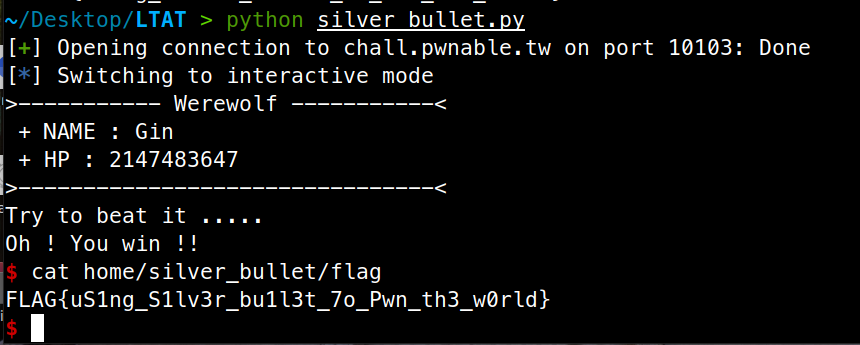 ~/Desktop/LTAT > python silver_bullet.py
[+] Opening connection to chall.pwnable.tw on port 10103: Done
[*] Switching to interactive mode
>----------- Werewolf -----------<
 + NAME : Gin
 + HP : 2147483647
>--------------------------------<
Try to beat it .....
Oh ! You win !!
$ cat home/silver_bullet/flag
FLAG{uS1ng_S1lv3r_bu1l3t_7o_Pwn_th3_w0rld}
$